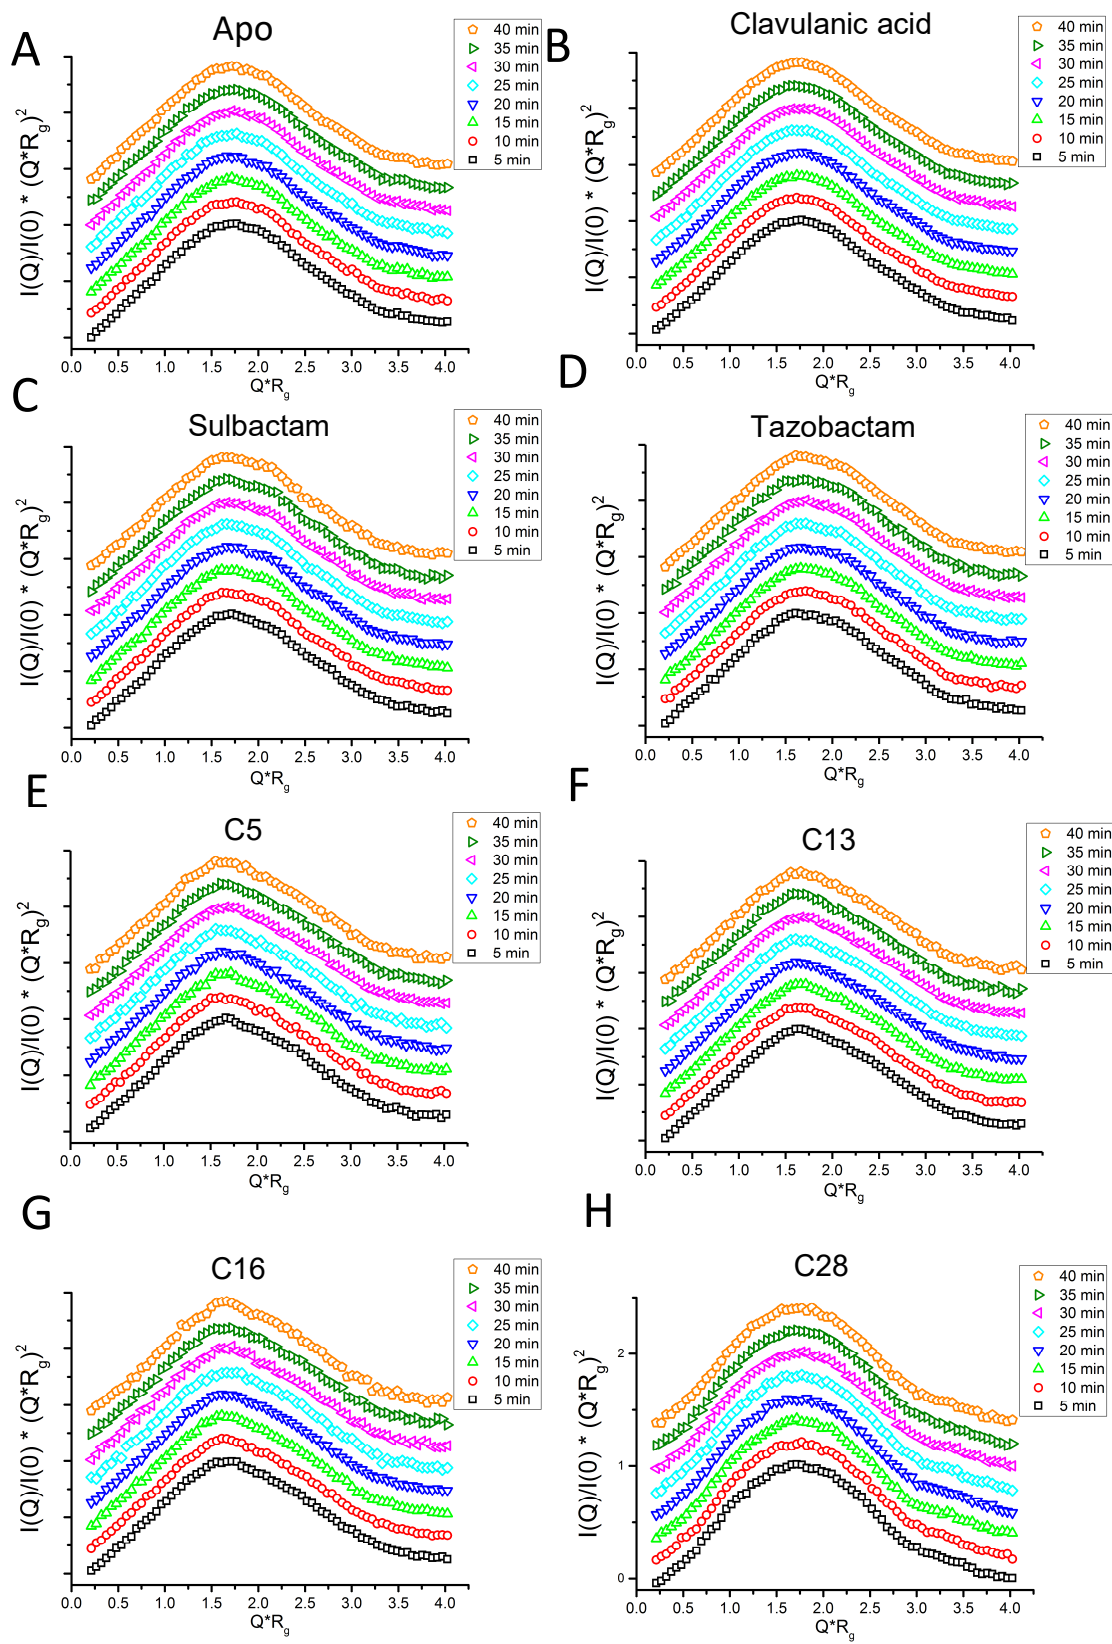 A
Apo
I(Q)/I(0) * (Q*Rg)2
40 min
35 min
30 min
25 min
20 min
15 min
10 min
5 min
0.0 0.5 1.0 1.5 2.0 2.5 3.0 3.5 4.0
Q*Rg
B
Clavulanic acid
I(Q)/I(0) * (Q*Rg)2
40 min
35 min
30 min
25 min
20 min
15 min
10 min
5 min
0.0 0.5 1.0 1.5 2.0 2.5 3.0 3.5 4.0
Q*Rg
C
Sulbactam
I(Q)/I(0) * (Q*Rg)2
40 min
35 min
30 min
25 min
20 min
15 min
10 min
5 min
0.0 0.5 1.0 1.5 2.0 2.5 3.0 3.5 4.0
Q*Rg
D
Tazobactam
I(Q)/I(0) * (Q*Rg)2
40 min
35 min
30 min
25 min
20 min
15 min
10 min
5 min
0.0 0.5 1.0 1.5 2.0 2.5 3.0 3.5 4.0
Q*Rg
E
C5
I(Q)/I(0) * (Q*Rg)2
40 min
35 min
30 min
25 min
20 min
15 min
10 min
5 min
0.0 0.5 1.0 1.5 2.0 2.5 3.0 3.5 4.0
Q*Rg
F
C13
I(Q)/I(0) * (Q*Rg)2
40 min
35 min
30 min
25 min
20 min
15 min
10 min
5 min
0.0 0.5 1.0 1.5 2.0 2.5 3.0 3.5 4.0
Q*Rg
G
C16
I(Q)/I(0) * (Q*Rg)2
40 min
35 min
30 min
25 min
20 min
15 min
10 min
5 min
0.0 0.5 1.0 1.5 2.0 2.5 3.0 3.5 4.0
Q*Rg
H
C28
I(Q)/I(0) * (Q*Rg)2
2
1
0
40 min
35 min
30 min
25 min
20 min
15 min
10 min
5 min
0.0 0.5 1.0 1.5 2.0 2.5 3.0 3.5 4.0
Q*Rg